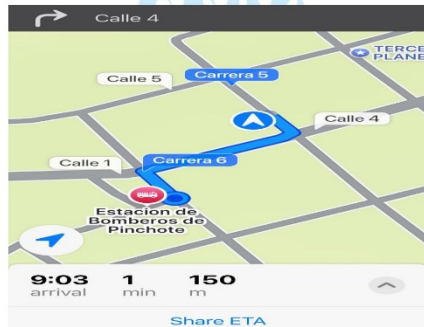 Calle 4
TERCE
PLANE
Calle 5
Carrera 5
Calle 4
Calle 1
Carrera 6
Estacion de
Bomberos de
Pinchote
9:03 1 150
arrival min m
Share ETA